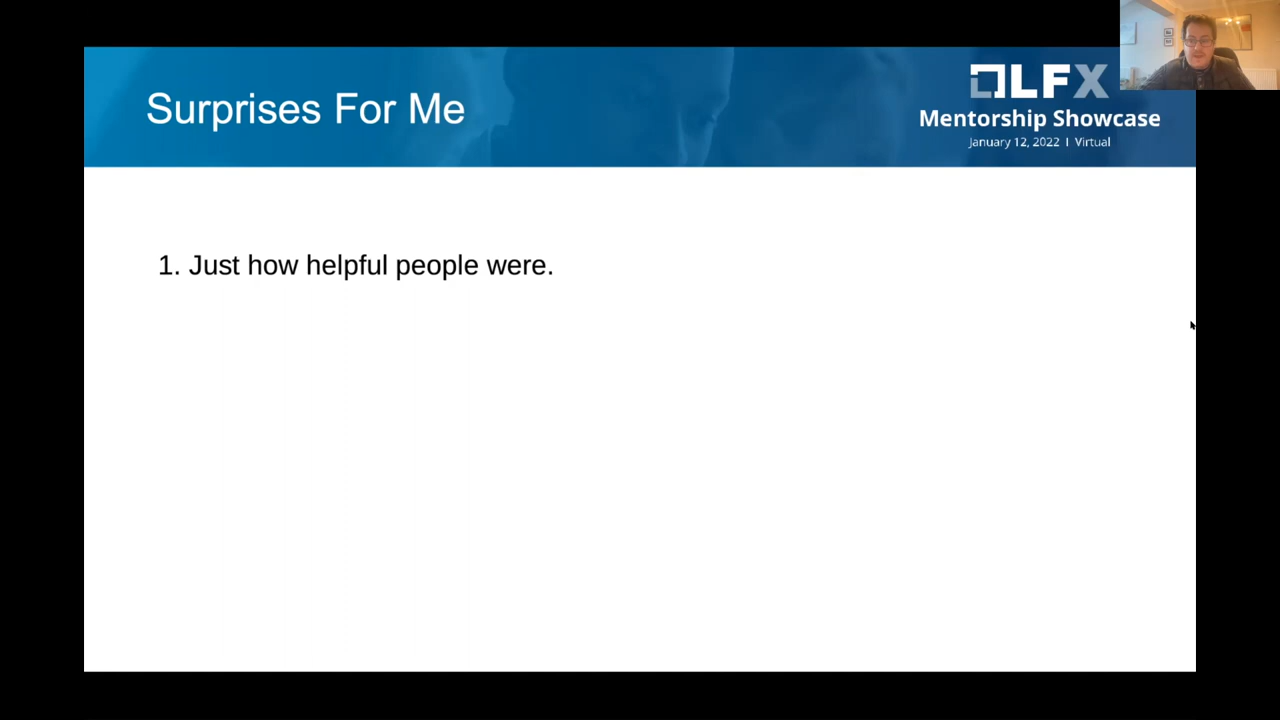 Surprises For Me
LFX
Mentorship Showcase
January 12, 2022 | Virtual
1. Just how helpful people were.